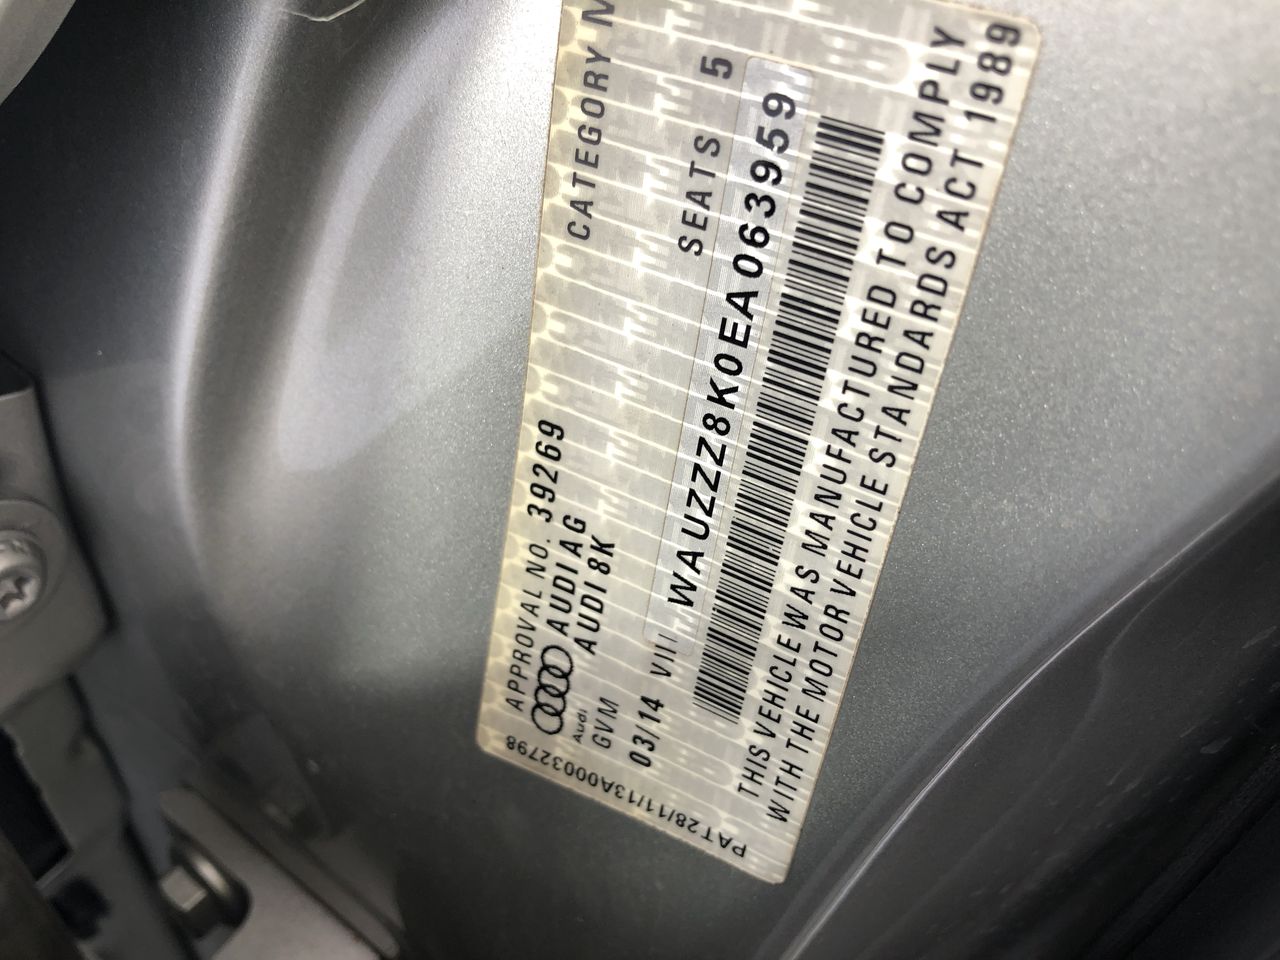 APPROVAL NO. 39269 CATEGORY M
AUDI AG
AUDI 8K
Audi
GVM SEATS 5
03/14 VIII WAUZZZ8K0EA063959
THIS VEHICLE WAS MANUFACTURED TO COMPLY
WITH THE MOTOR VEHICLE STANDARDS ACT 1989
PAT28/11/13A00032798